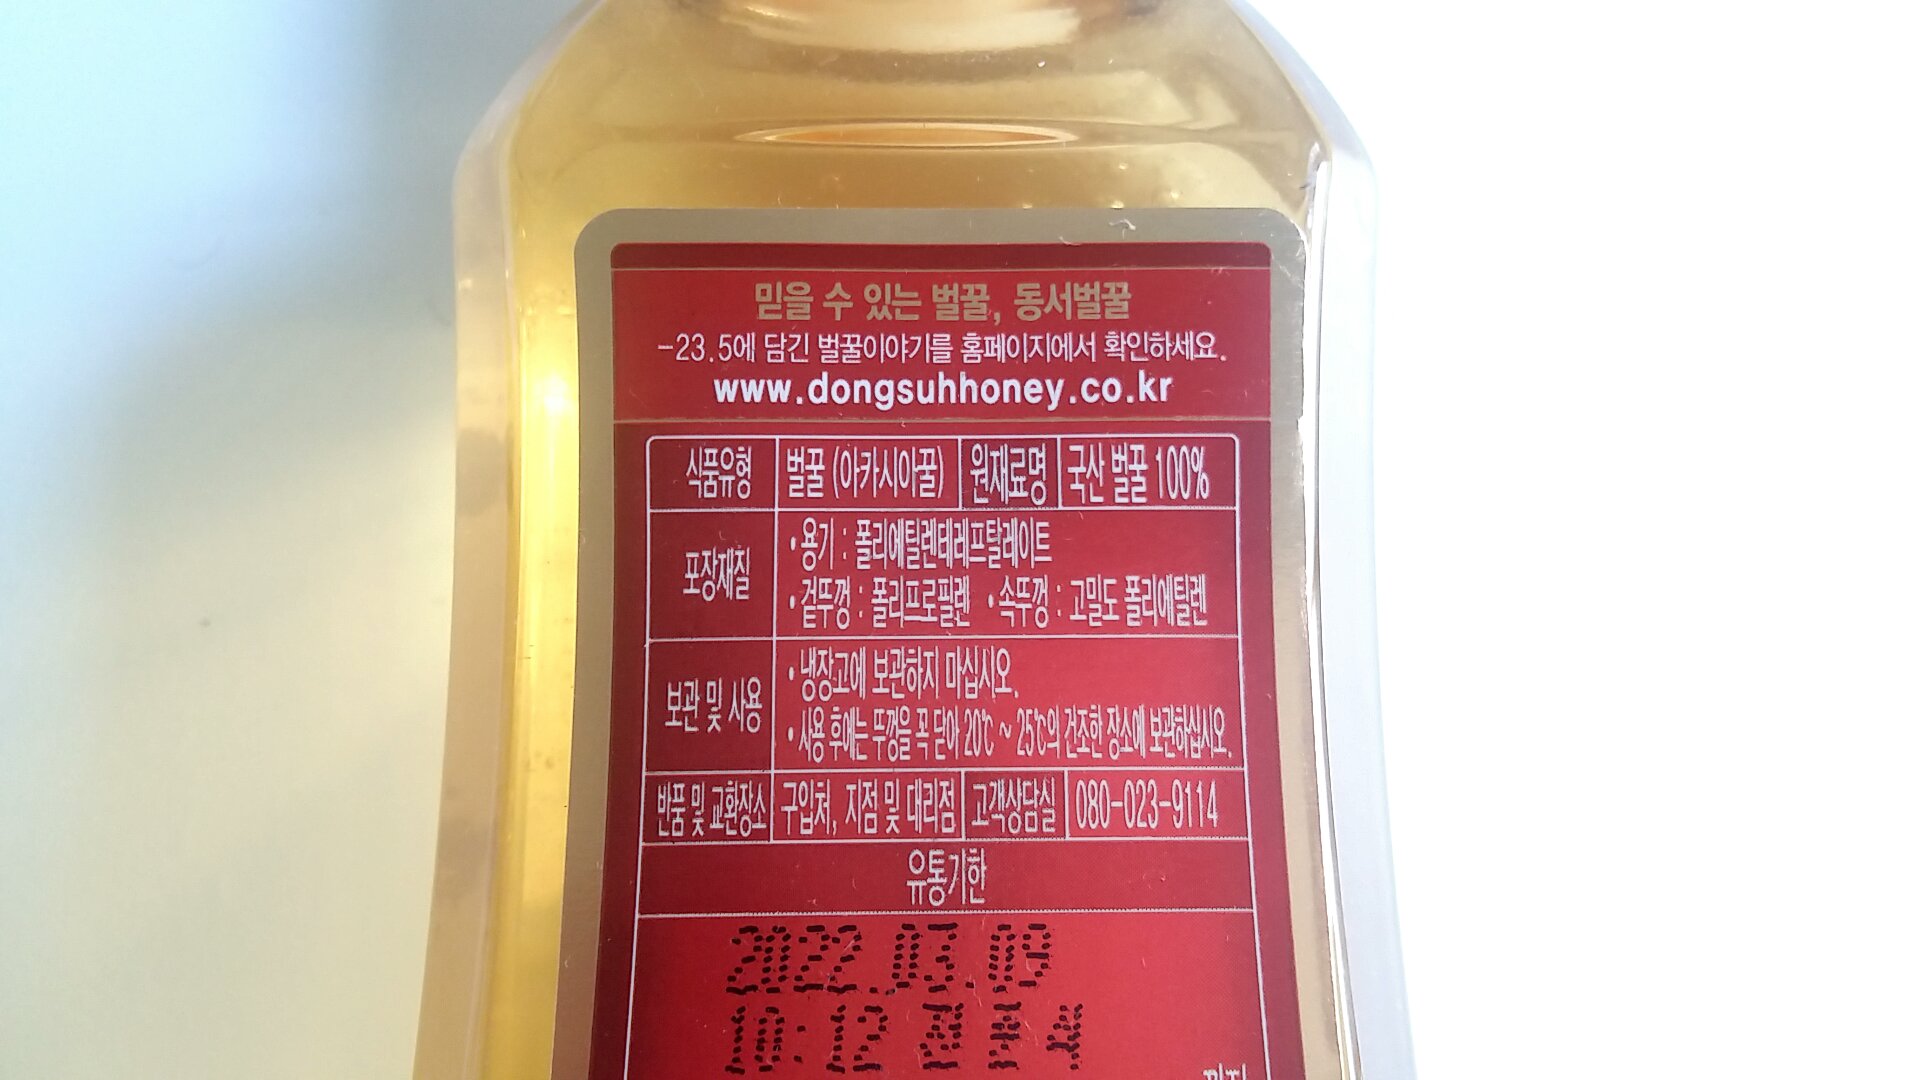 믿을 수 있는 벌꿀, 동서벌꿀
-23.5에 담긴 벌꿀이야기를 홈페이지에서 확인하세요.
www.dongsuhhoney.co.kr
식품유형 벌꿀 (아카시아꿀) 원재료명 국산 벌꿀 100%
포장재질 •용기 : 폴리에틸렌테레프탈레이트
•겉뚜껑 : 폴리프로필렌 •속뚜껑 : 고밀도 폴리에틸렌
보관 및 사용 •냉장고에 보관하지 마십시오.
•사용 후에는 뚜껑을 꼭 닫아 20℃ ~ 25℃의 건조한 장소에 보관하십시오.
반품 및 교환장소 구입처, 지점 및 대리점 고객상담실 080-023-9114
유통기한
2022.03.09
10:12